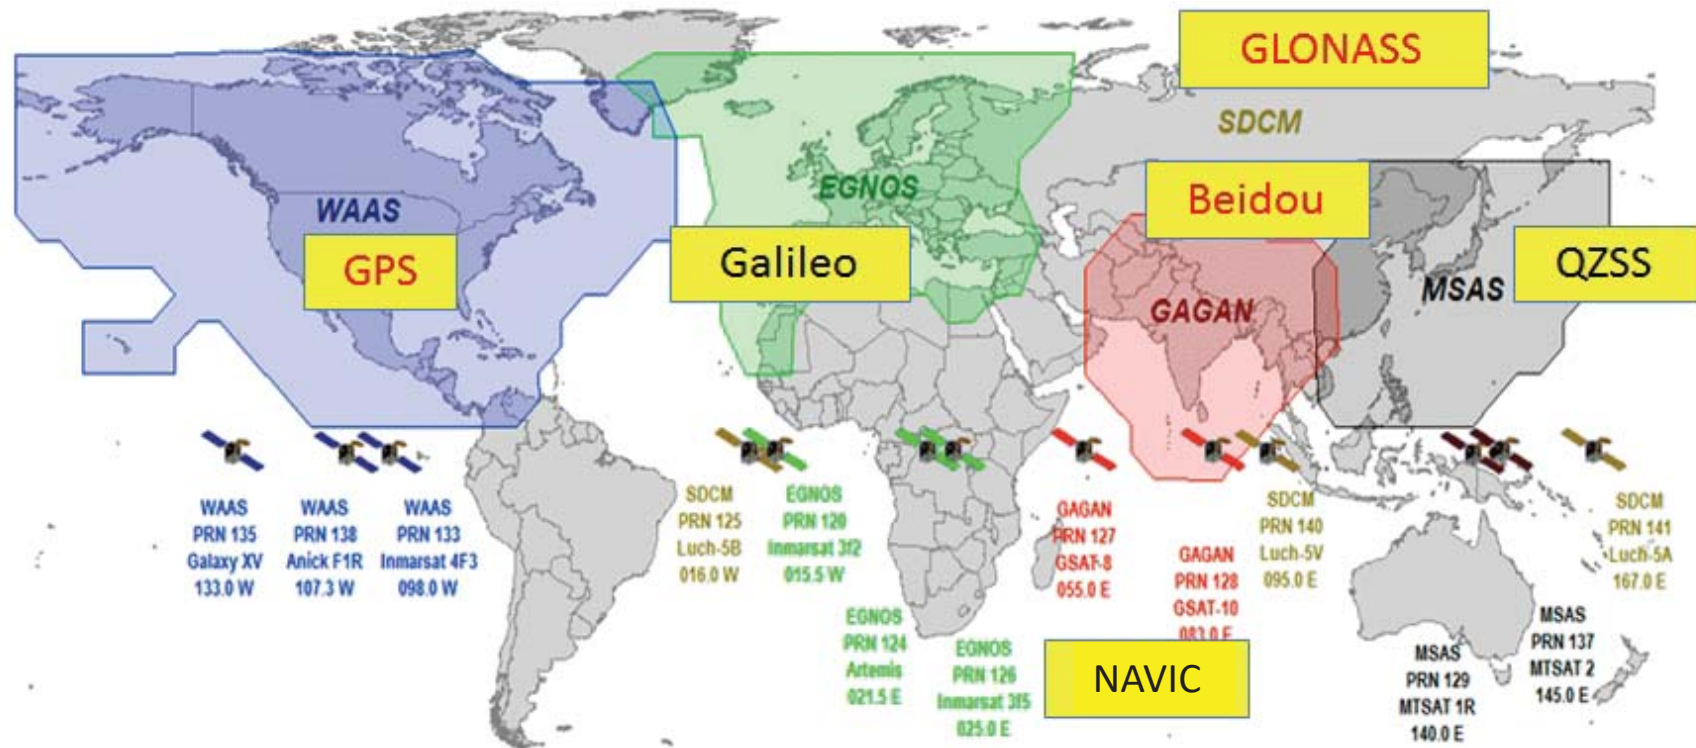 GLONASS
SDCM
Beidou
WAAS
EGNOS
GPS
Galileo
QZSS
MSAS
GAGAN
WAAS
PRN 135
Galaxy XV
133.0 W
WAAS
PRN 138
Anick F1R
107.3 W
WAAS
PRN 133
Inmarsat 4F3
098.0 W
SDCM
PRN 125
Luch-5B
016.0 W
EGNOS
PRN 120
Inmarsat 3f2
015.5 W
EGNOS
PRN 124
Artemis
021.5 E
EGNOS
PRN 126
Inmarsat 3f5
025.0 E
GAGAN
PRN 127
GSAT-8
055.0 E
GAGAN
PRN 128
GSAT-10
083.0 E
NAVIC
SDCM
PRN 140
Luch-5V
095.0 E
MSAS
PRN 129
MTSAT 1R
140.0 E
MSAS
PRN 137
MTSAT 2
145.0 E
SDCM
PRN 141
Luch-5A
167.0 E